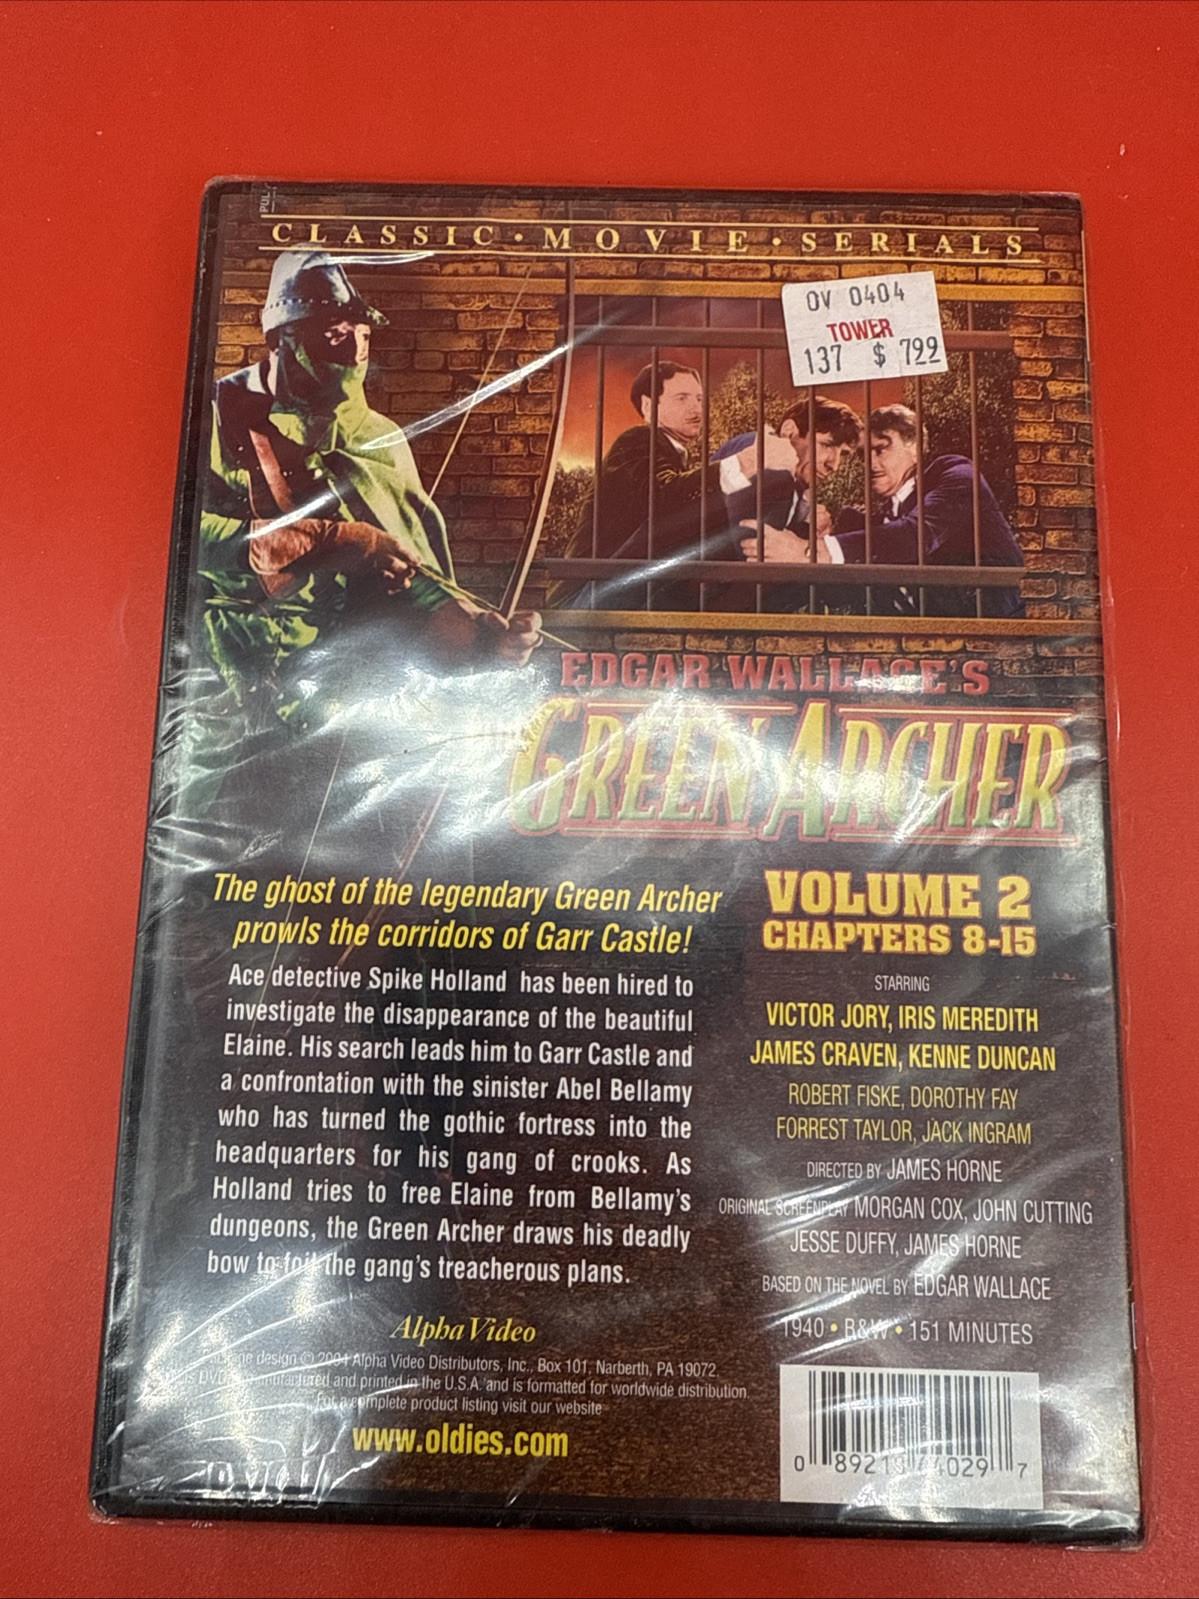 PULL
CLASSIC • MOVIE • SERIALS
OV 0404
TOWER
137 $ 7.99
EDGAR WALLACE'S
GREEN ARCHER
The ghost of the legendary Green Archer
prowls the corridors of Garr Castle!
Ace detective Spike Holland has been hired to
investigate the disappearance of the beautiful
Elaine. His search leads him to Garr Castle and
a confrontation with the sinister Abel Bellamy
who has turned the gothic fortress into the
headquarters for his gang of crooks. As
Holland tries to free Elaine from Bellamy's
dungeons, the Green Archer draws his deadly
bow to foil the gang's treacherous plans.
Alpha Video
design © 2004 Alpha Video Distributors, Inc., Box 101, Narberth, PA 19072.
This DVD manufactured and printed in the U.S.A. and is formatted for worldwide distribution.
For a complete product listing visit our website
www.oldies.com
VOLUME 2
CHAPTERS 8-15
STARRING
VICTOR JORY, IRIS MEREDITH
JAMES CRAVEN, KENNE DUNCAN
ROBERT FISKE, DOROTHY FAY
FORREST TAYLOR, JACK INGRAM
DIRECTED BY JAMES HORNE
ORIGINAL SCREENPLAY MORGAN COX, JOHN CUTTING
JESSE DUFFY, JAMES HORNE
BASED ON THE NOVEL BY EDGAR WALLACE
1940 • B&W • 151 MINUTES
0 44029 7